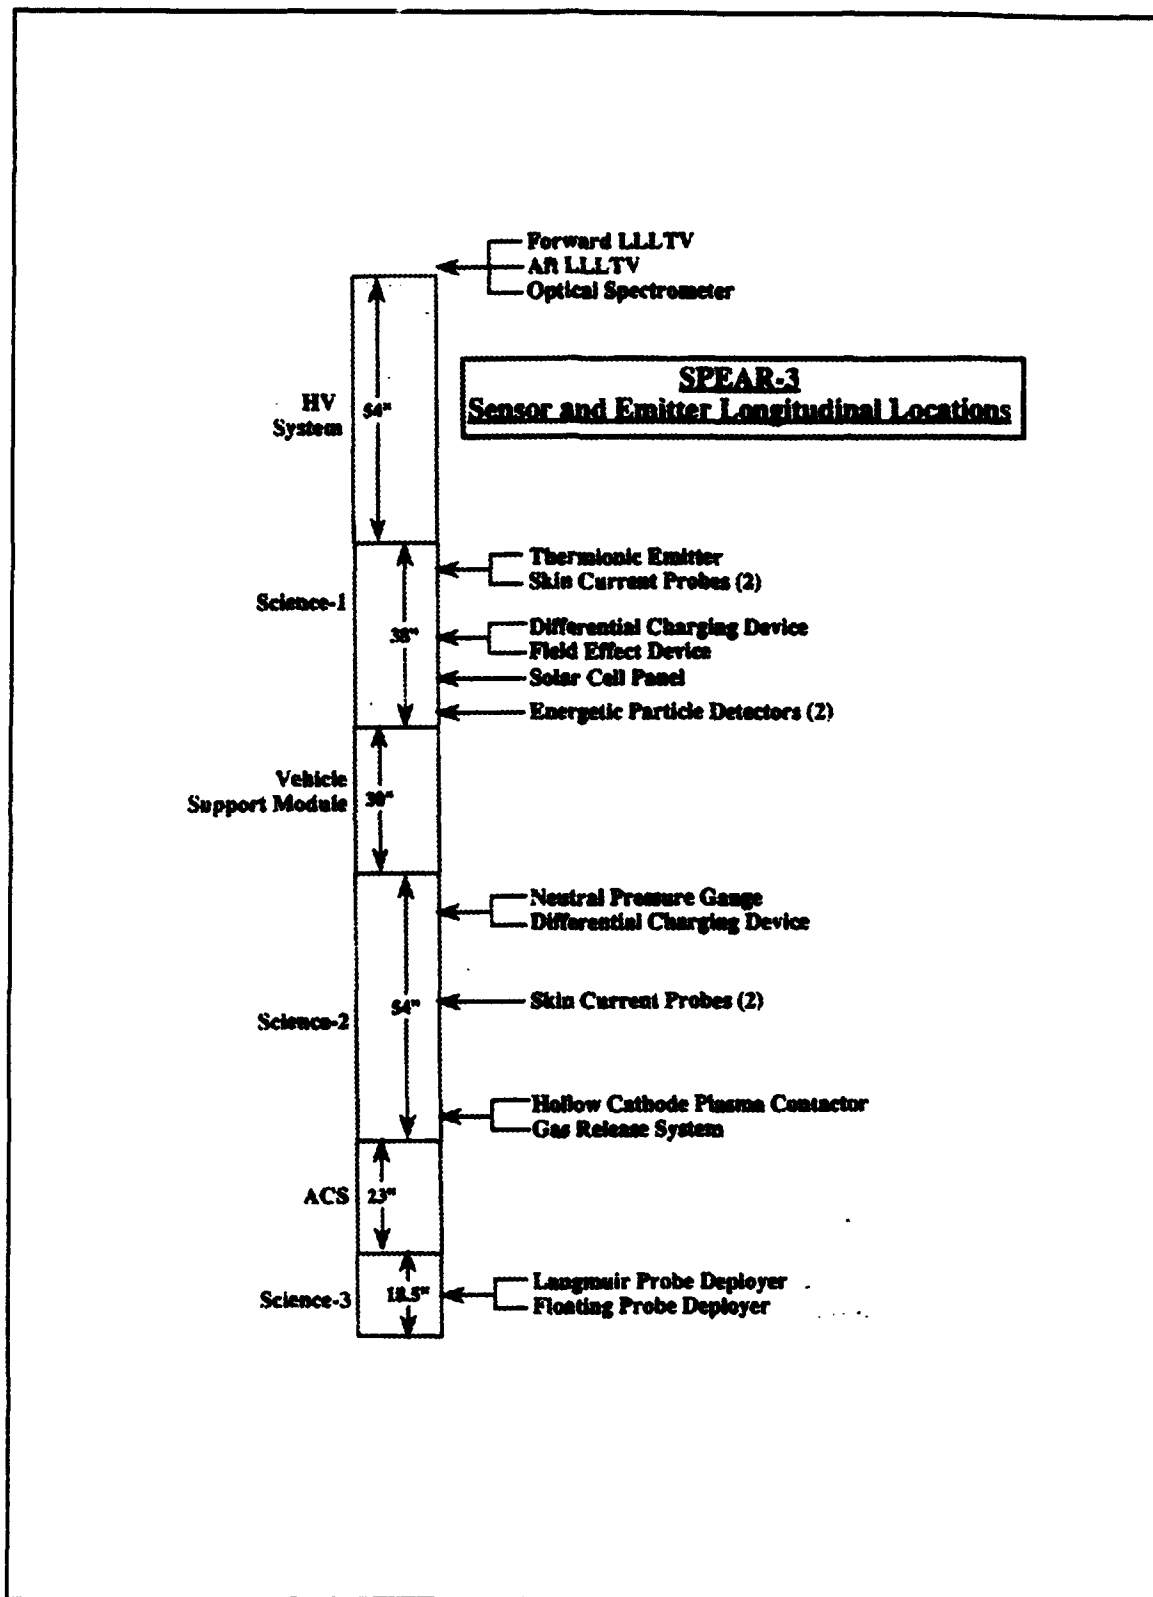 Forward LLLTV
Aft LLLTV
Optical Spectrometer
SPEAR-3
Sensor and Emitter Longitudinal Locations
HV
System
54"
Thermionic Emitter
Skin Current Probes (2)
Science-1
38"
Differential Charging Device
Field Effect Device
Solar Cell Panel
Energetic Particle Detectors (2)
Vehicle
Support Module
30"
Neutral Pressure Gauge
Differential Charging Device
Skin Current Probes (2)
54"
Science-2
Hollow Cathode Plasma Contactor
Gas Release System
ACS
23"
Langmuir Probe Deployer
Science-3
18.5"
Floating Probe Deployer